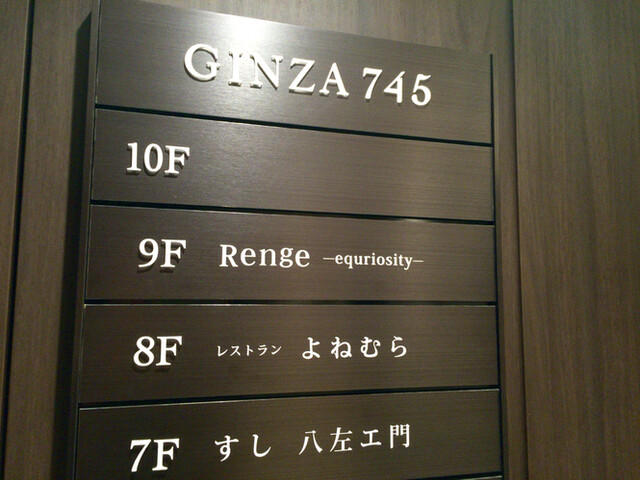 GINZA 745
10F
9F Renge -equriosity-
8F レストラン よねむら
7F すし 八左エ門